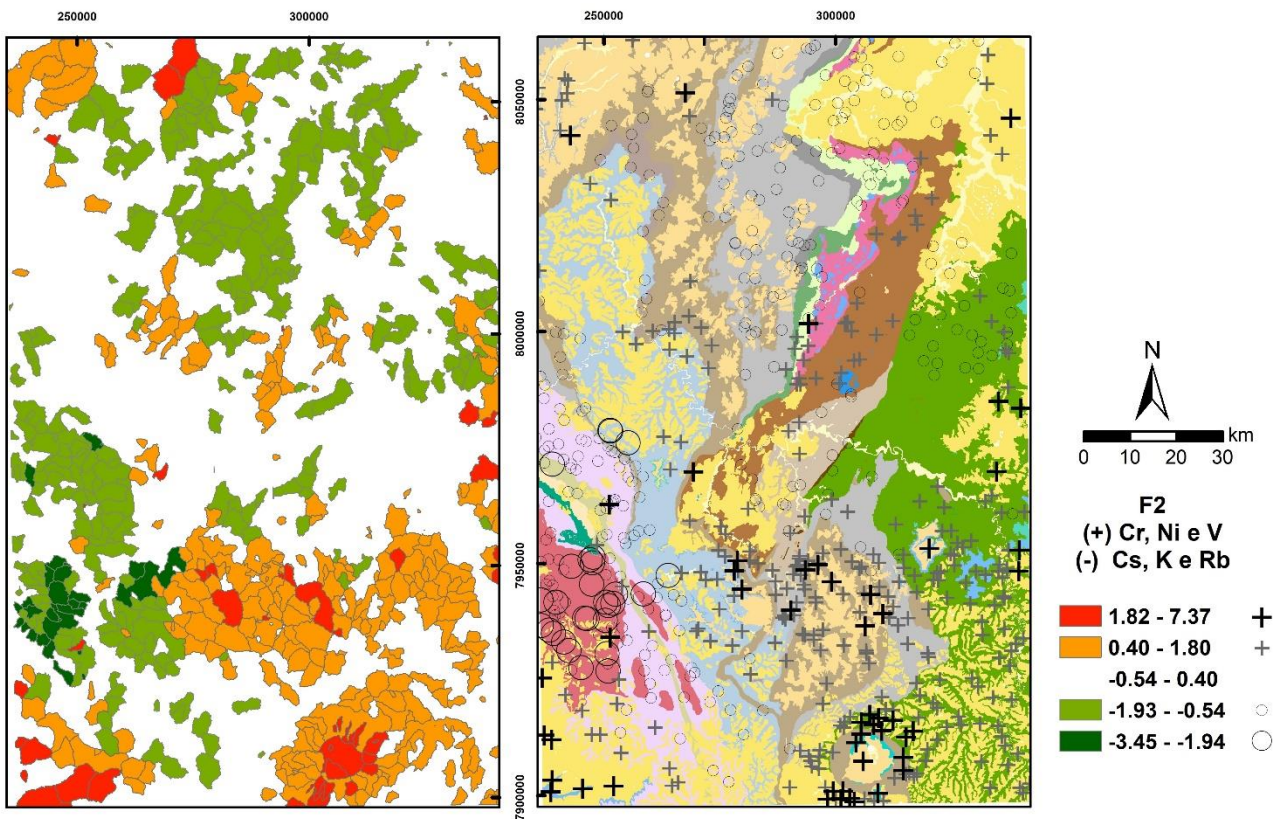 250000
300000
250000
300000
8050000
8000000
7950000
7900000
N
0 10 20 30 km
F2
(+) Cr, Ni e V
(-) Cs, K e Rb
1.82 - 7.37
0.40 - 1.80
-0.54 - 0.40
-1.93 - -0.54
-3.45 - -1.94